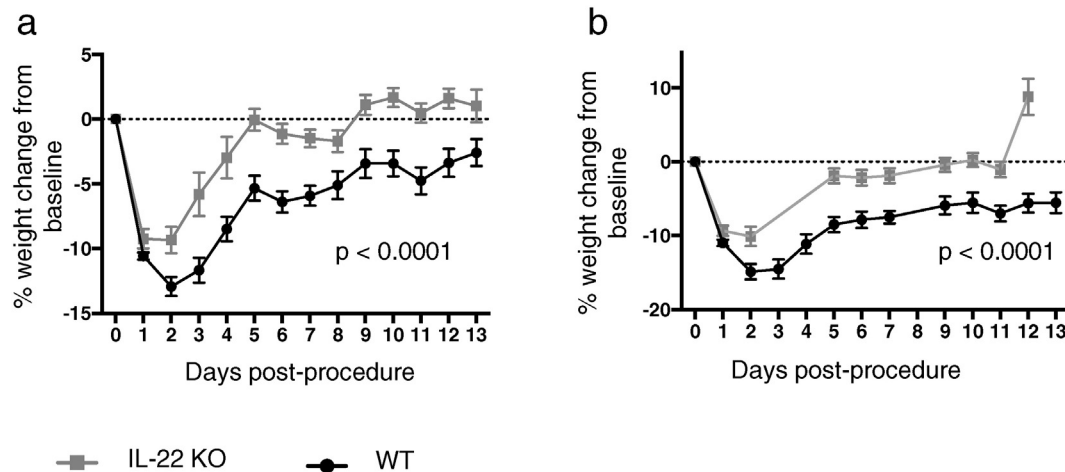 a
% weight change from
baseline
5
0
-5
-10
-15
p < 0.0001
0 1 2 3 4 5 6 7 8 9 10 11 12 13
Days post-procedure
b
% weight change from
baseline
10
0
-10
-20
p < 0.0001
0 1 2 3 4 5 6 7 8 9 10 11 12 13
Days post-procedure
IL-22 KO
WT